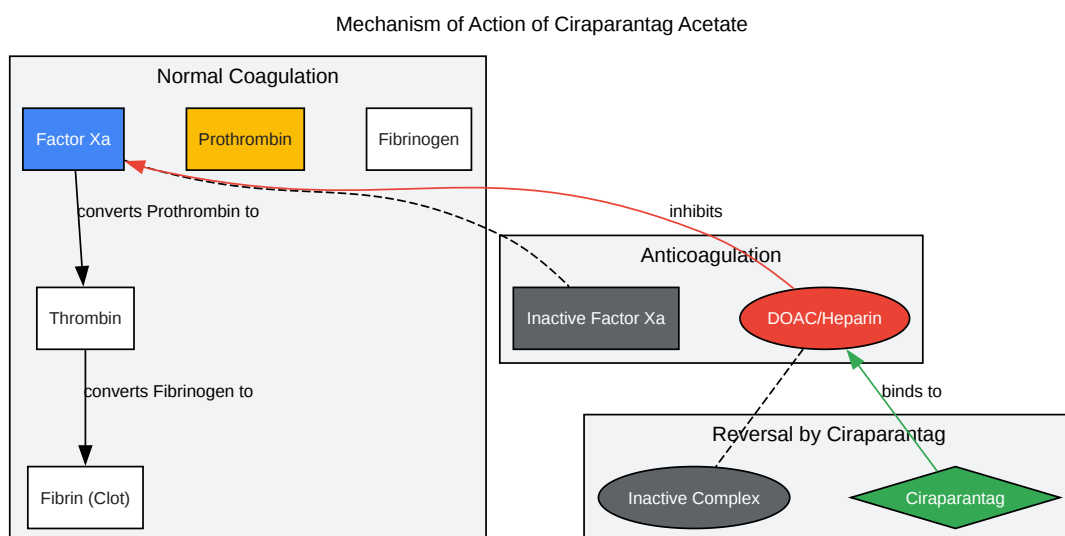 Mechanism of Action of Ciraparantag Acetate
Normal Coagulation
Factor Xa
Prothrombin
Fibrinogen
converts Prothrombin to
inhibits
Anticoagulation
Thrombin
Inactive Factor Xa
DOAC/Heparin
converts Fibrinogen to
binds to
Reversal by Ciraparantag
Fibrin (Clot)
Inactive Complex
Ciraparantag